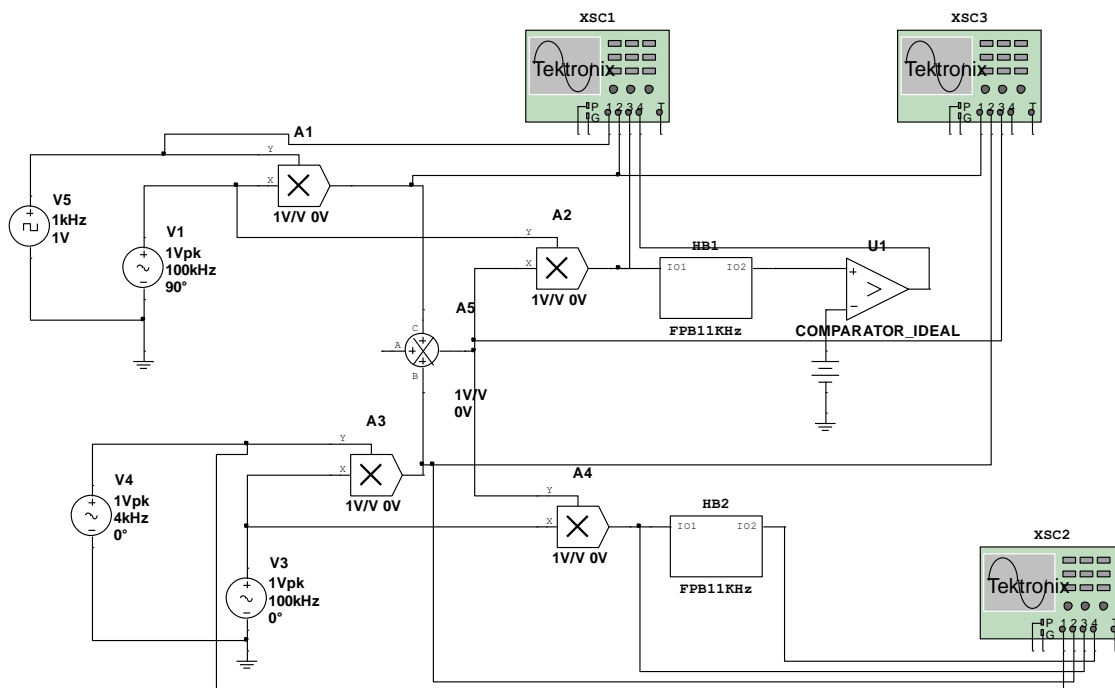 XSC1
XSC3
Tektronix
P
G
1 2 3 4
T
Tektronix
P
G
1 2 3 4
T
A1
Y
X
1V/V 0V
V5
1kHz
1V
V1
1Vpk
100kHz
90°
A2
Y
X
1V/V 0V
HB1
IO1
IO2
FPB11KHz
U1
COMPARATOR_IDEAL
A5
C
A
B
1V/V
0V
A3
Y
X
1V/V 0V
V4
1Vpk
4kHz
0°
V3
1Vpk
100kHz
0°
A4
Y
X
1V/V 0V
HB2
IO1
IO2
FPB11KHz
XSC2
Tektronix
P
G
1 2 3 4
T